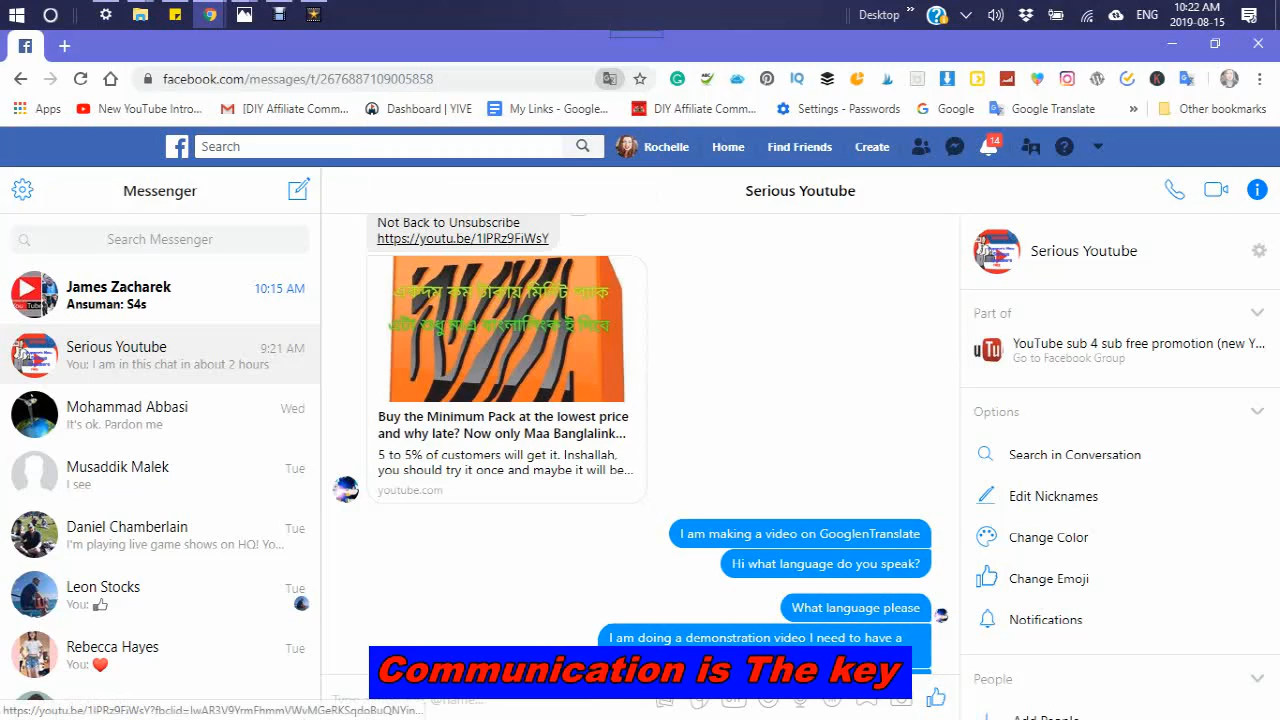 Desktop
ENG
10:22 AM
2019-08-15
facebook.com/messages/t/2676887109005858
Apps
New YouTube Intro...
[DIY Affiliate Comm...
Dashboard | YIVE
My Links - Google...
DIY Affiliate Comm...
Settings - Passwords
Google
Google Translate
Other bookmarks
Search
Rochelle
Home
Find Friends
Create
14
Messenger
Serious Youtube
Search Messenger
James Zacharek
10:15 AM
Ansuman: S4s
Serious Youtube
9:21 AM
You: I am in this chat in about 2 hours
Mohammad Abbasi
Wed
It's ok. Pardon me
Musaddik Malek
Tue
I see
Daniel Chamberlain
Tue
I'm playing live game shows on HQ! Yo...
Leon Stocks
Tue
You:
Rebecca Hayes
Tue
You:
Not Back to Unsubscribe
https://youtu.be/1lPRz9FiWsY
একদম কম টাকায় মিনিট প্যাক
এটা শুধু মাএ বাংলালিংক ই দিবে
Buy the Minimum Pack at the lowest price
and why late? Now only Maa Banglalink...
5 to 5% of customers will get it. Inshallah,
you should try it once and maybe it will be...
youtube.com
I am making a video on GooglenTranslate
Hi what language do you speak?
What language please
I am doing a demonstration video I need to have a
Communication is The key
Serious Youtube
Part of
YouTube sub 4 sub free promotion (new Y...
Go to Facebook Group
Options
Search in Conversation
Edit Nicknames
Change Color
Change Emoji
Notifications
People